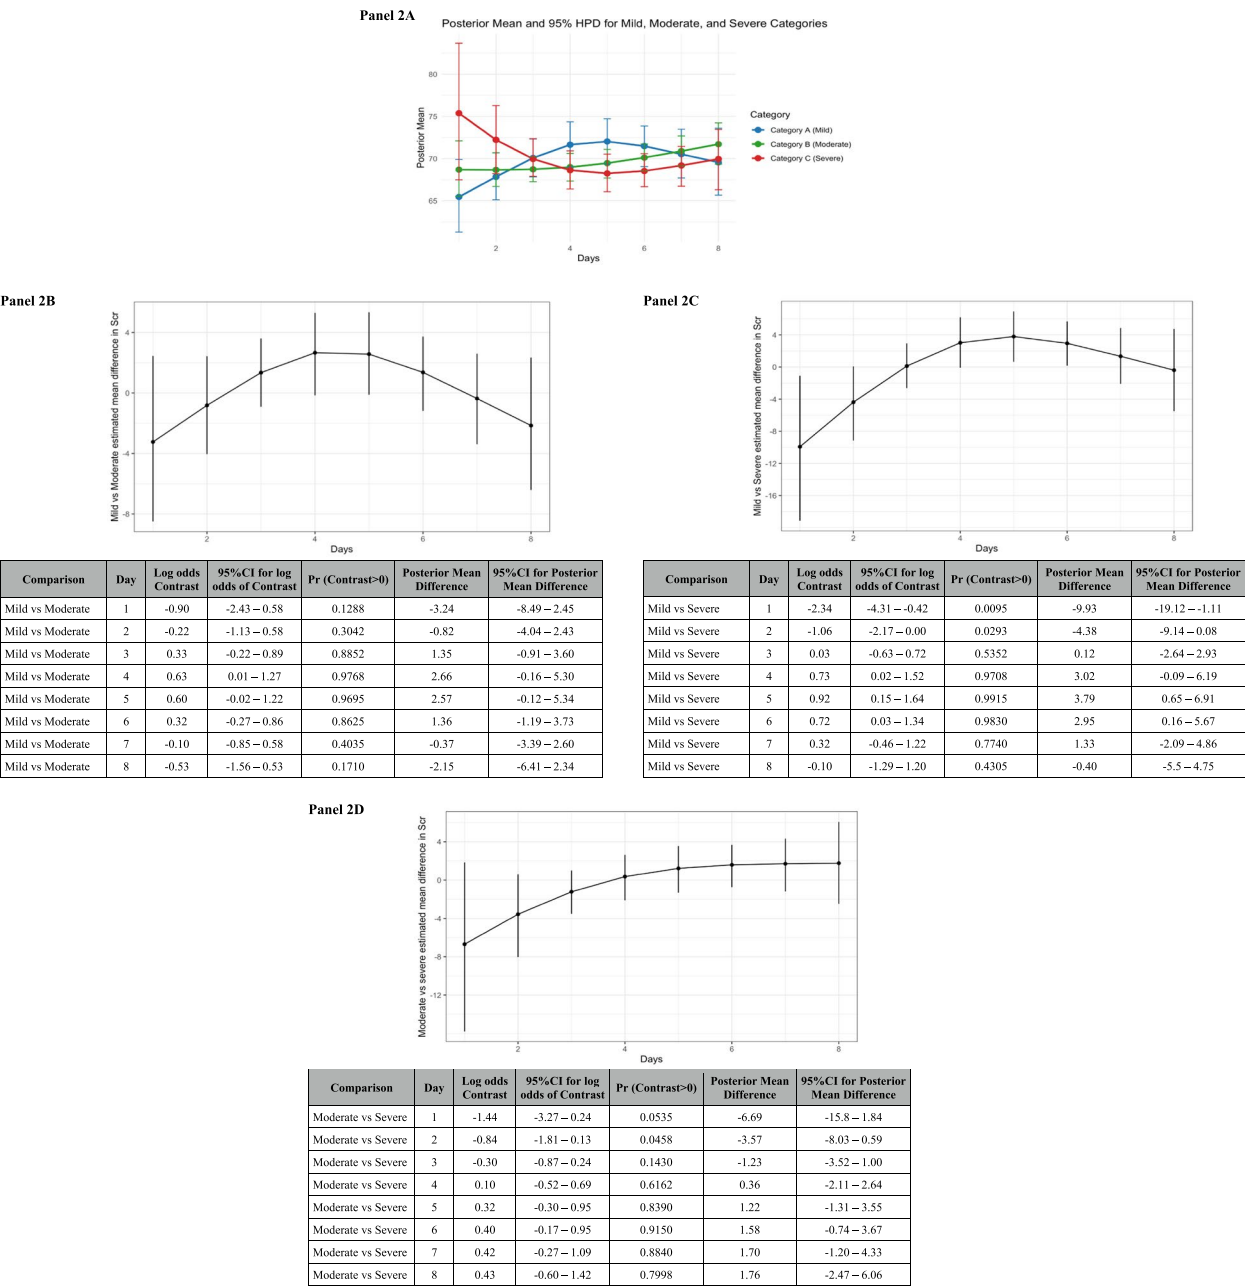 Panel 2A
Posterior Mean and 95% HPD for Mild, Moderate, and Severe Categories
80
75
70
65
Posterior Mean
2
4
6
8
Days
Category
Category A (Mild)
Category B (Moderate)
Category C (Severe)
Panel 2B
Mild vs Moderate estimated mean difference in Scr
4
0
-4
-8
2
4
6
8
Days
Comparison Day Log odds Contrast 95%CI for log odds of Contrast Pr (Contrast>0) Posterior Mean Difference 95%CI for Posterior Mean Difference
Mild vs Moderate 1 -0.90 -2.43 – 0.58 0.1288 -3.24 -8.49 – 2.45
Mild vs Moderate 2 -0.22 -1.13 – 0.58 0.3042 -0.82 -4.04 – 2.43
Mild vs Moderate 3 0.33 -0.22 – 0.89 0.8852 1.35 -0.91 – 3.60
Mild vs Moderate 4 0.63 0.01 – 1.27 0.9768 2.66 -0.16 – 5.30
Mild vs Moderate 5 0.60 -0.02 – 1.22 0.9695 2.57 -0.12 – 5.34
Mild vs Moderate 6 0.32 -0.27 – 0.86 0.8625 1.36 -1.19 – 3.73
Mild vs Moderate 7 -0.10 -0.85 – 0.58 0.4035 -0.37 -3.39 – 2.60
Mild vs Moderate 8 -0.53 -1.56 – 0.53 0.1710 -2.15 -6.41 – 2.34
Panel 2C
Mild vs Severe estimated mean difference in Scr
4
0
-4
-8
-12
-16
2
4
6
8
Days
Comparison Day Log odds Contrast 95%CI for log odds of Contrast Pr (Contrast>0) Posterior Mean Difference 95%CI for Posterior Mean Difference
Mild vs Severe 1 -2.34 -4.31 – -0.42 0.0095 -9.93 -19.12 – -1.11
Mild vs Severe 2 -1.06 -2.17 – 0.00 0.0293 -4.38 -9.14 – 0.08
Mild vs Severe 3 0.03 -0.63 – 0.72 0.5352 0.12 -2.64 – 2.93
Mild vs Severe 4 0.73 0.02 – 1.52 0.9708 3.02 -0.09 – 6.19
Mild vs Severe 5 0.92 0.15 – 1.64 0.9915 3.79 0.65 – 6.91
Mild vs Severe 6 0.72 0.03 – 1.34 0.9830 2.95 0.16 – 5.67
Mild vs Severe 7 0.32 -0.46 – 1.22 0.7740 1.33 -2.09 – 4.86
Mild vs Severe 8 -0.10 -1.29 – 1.20 0.4305 -0.40 -5.5 – 4.75
Panel 2D
Moderate vs severe estimated mean difference in Scr
4
0
-4
-8
-12
2
4
6
8
Days
Comparison Day Log odds Contrast 95%CI for log odds of Contrast Pr (Contrast>0) Posterior Mean Difference 95%CI for Posterior Mean Difference
Moderate vs Severe 1 -1.44 -3.27 – 0.24 0.0535 -6.69 -15.8 – 1.84
Moderate vs Severe 2 -0.84 -1.81 – 0.13 0.0458 -3.57 -8.03 – 0.59
Moderate vs Severe 3 -0.30 -0.87 – 0.24 0.1430 -1.23 -3.52 – 1.00
Moderate vs Severe 4 0.10 -0.52 – 0.69 0.6162 0.36 -2.11 – 2.64
Moderate vs Severe 5 0.32 -0.30 – 0.95 0.8390 1.22 -1.31 – 3.55
Moderate vs Severe 6 0.40 -0.17 – 0.95 0.9150 1.58 -0.74 – 3.67
Moderate vs Severe 7 0.42 -0.27 – 1.09 0.8840 1.70 -1.20 – 4.33
Moderate vs Severe 8 0.43 -0.60 – 1.42 0.7998 1.76 -2.47 – 6.06